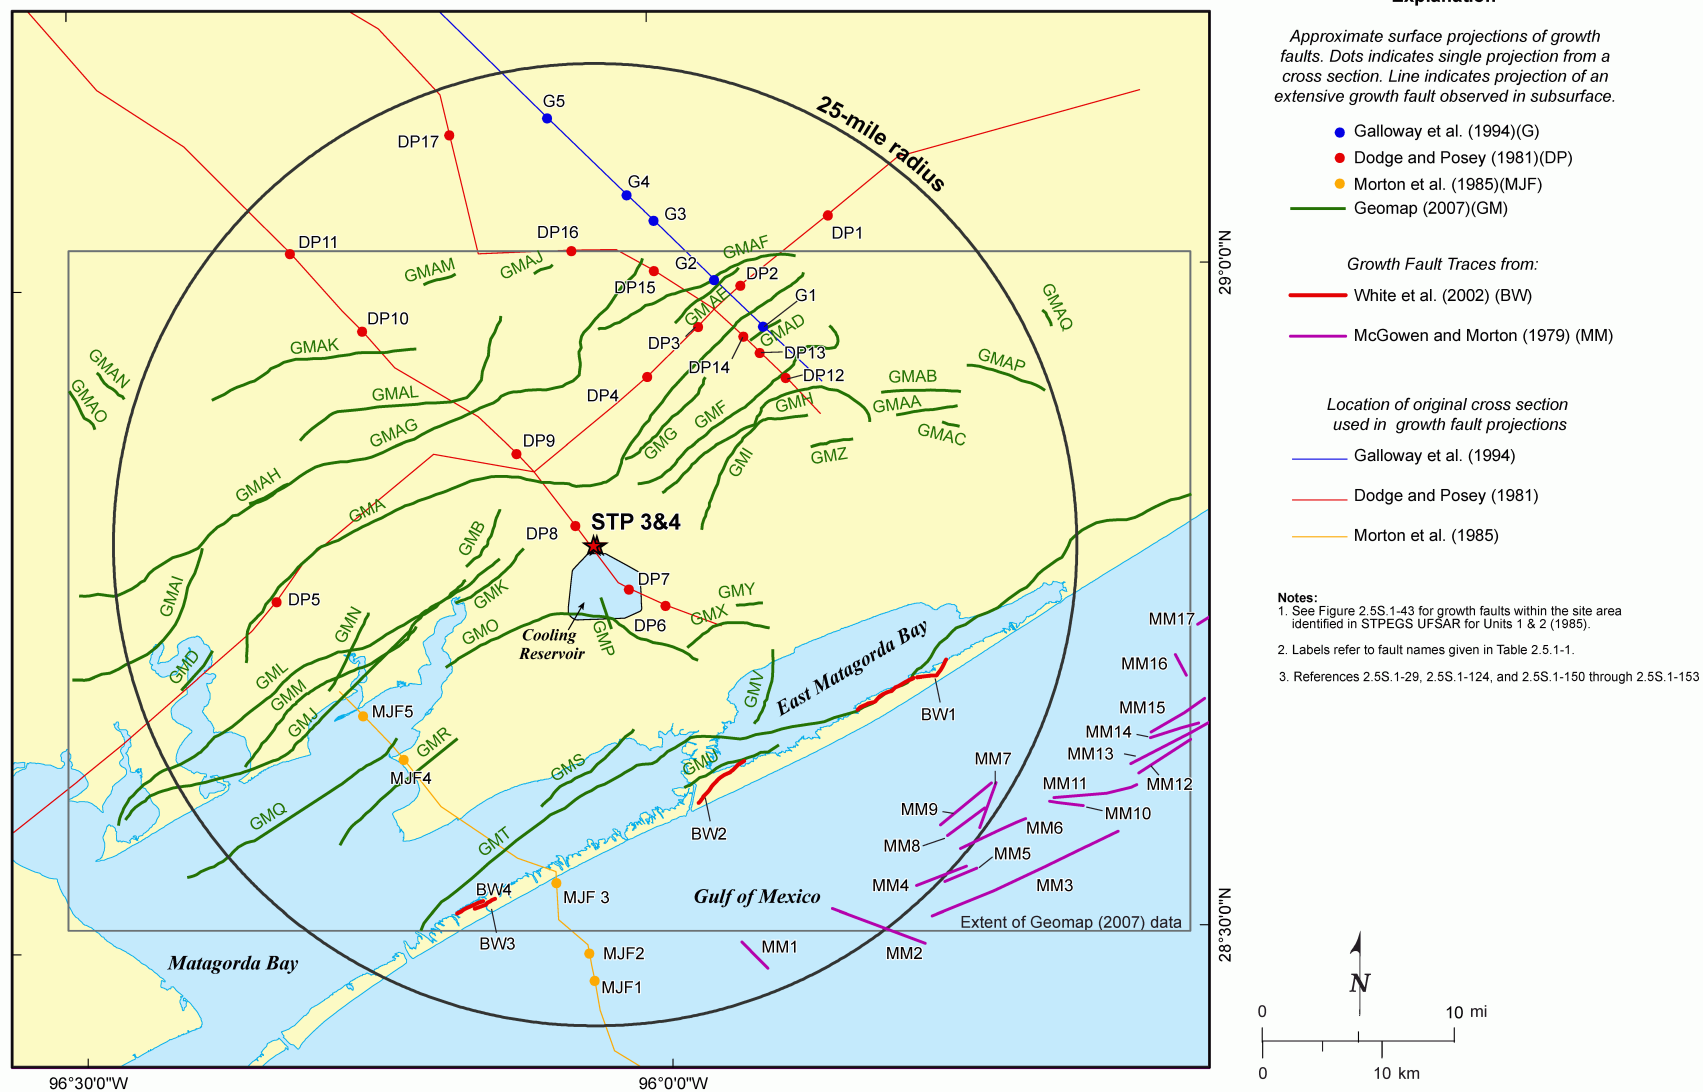 Explanation
Approximate surface projections of growth
faults. Dots indicates single projection from a
cross section. Line indicates projection of an
extensive growth fault observed in subsurface.
Galloway et al. (1994)(G)
Dodge and Posey (1981)(DP)
Morton et al. (1985)(MJF)
Geomap (2007)(GM)
Growth Fault Traces from:
White et al. (2002) (BW)
McGowen and Morton (1979) (MM)
Location of original cross section
used in growth fault projections
Galloway et al. (1994)
Dodge and Posey (1981)
Morton et al. (1985)
Notes:
1. See Figure 2.5S.1-43 for growth faults within the site area
identified in STPEGS UFSAR for Units 1 & 2 (1985).
2. Labels refer to fault names given in Table 2.5.1-1.
3. References 2.5S.1-29, 2.5S.1-124, and 2.5S.1-150 through 2.5S.1-153
N
0 10 mi
0 10 km
25-mile radius
G5
DP17
G4
G3
DP1
DP11
DP16
GMAF
GMAM
GMAJ
G2
DP2
DP15
GMAE
G1
GMAQ
DP10
GMAD
GMAK
DP3
DP13
DP14
GMAP
GMAN
DP12
GMAB
GMAO
GMAL
DP4
GMH
GMAA
GMF
GMAG
GMAC
DP9
GMG
GMZ
GMI
GMAH
GMA
STP 3&4
DP8
GMB
DP7
GMY
GMAI
DP5
GMK
GMX
GMN
GMO
DP6
Cooling
Reservoir
GMP
MM17
GMD
GML
East Matagorda Bay
MM16
GMM
GMV
GMJ
MJF5
BW1
MM15
GMR
MM14
MM13
GMS
GMU
MM7
MJF4
MM11
MM12
GMQ
MM9
MM10
BW2
MM6
GMT
MM8
MM5
MM4
MM3
BW4
MJF 3
Gulf of Mexico
Extent of Geomap (2007) data
BW3
MJF2
MM1
MM2
Matagorda Bay
MJF1
29°0'0"N
28°30'0"N
96°30'0"W
96°0'0"W